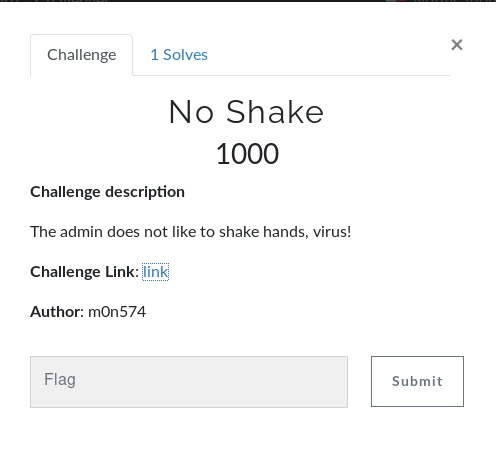 Challenge
1 Solves
×
No Shake
1000
Challenge description
The admin does not like to shake hands, virus!
Challenge Link: link
Author: m0n574
Flag
Submit